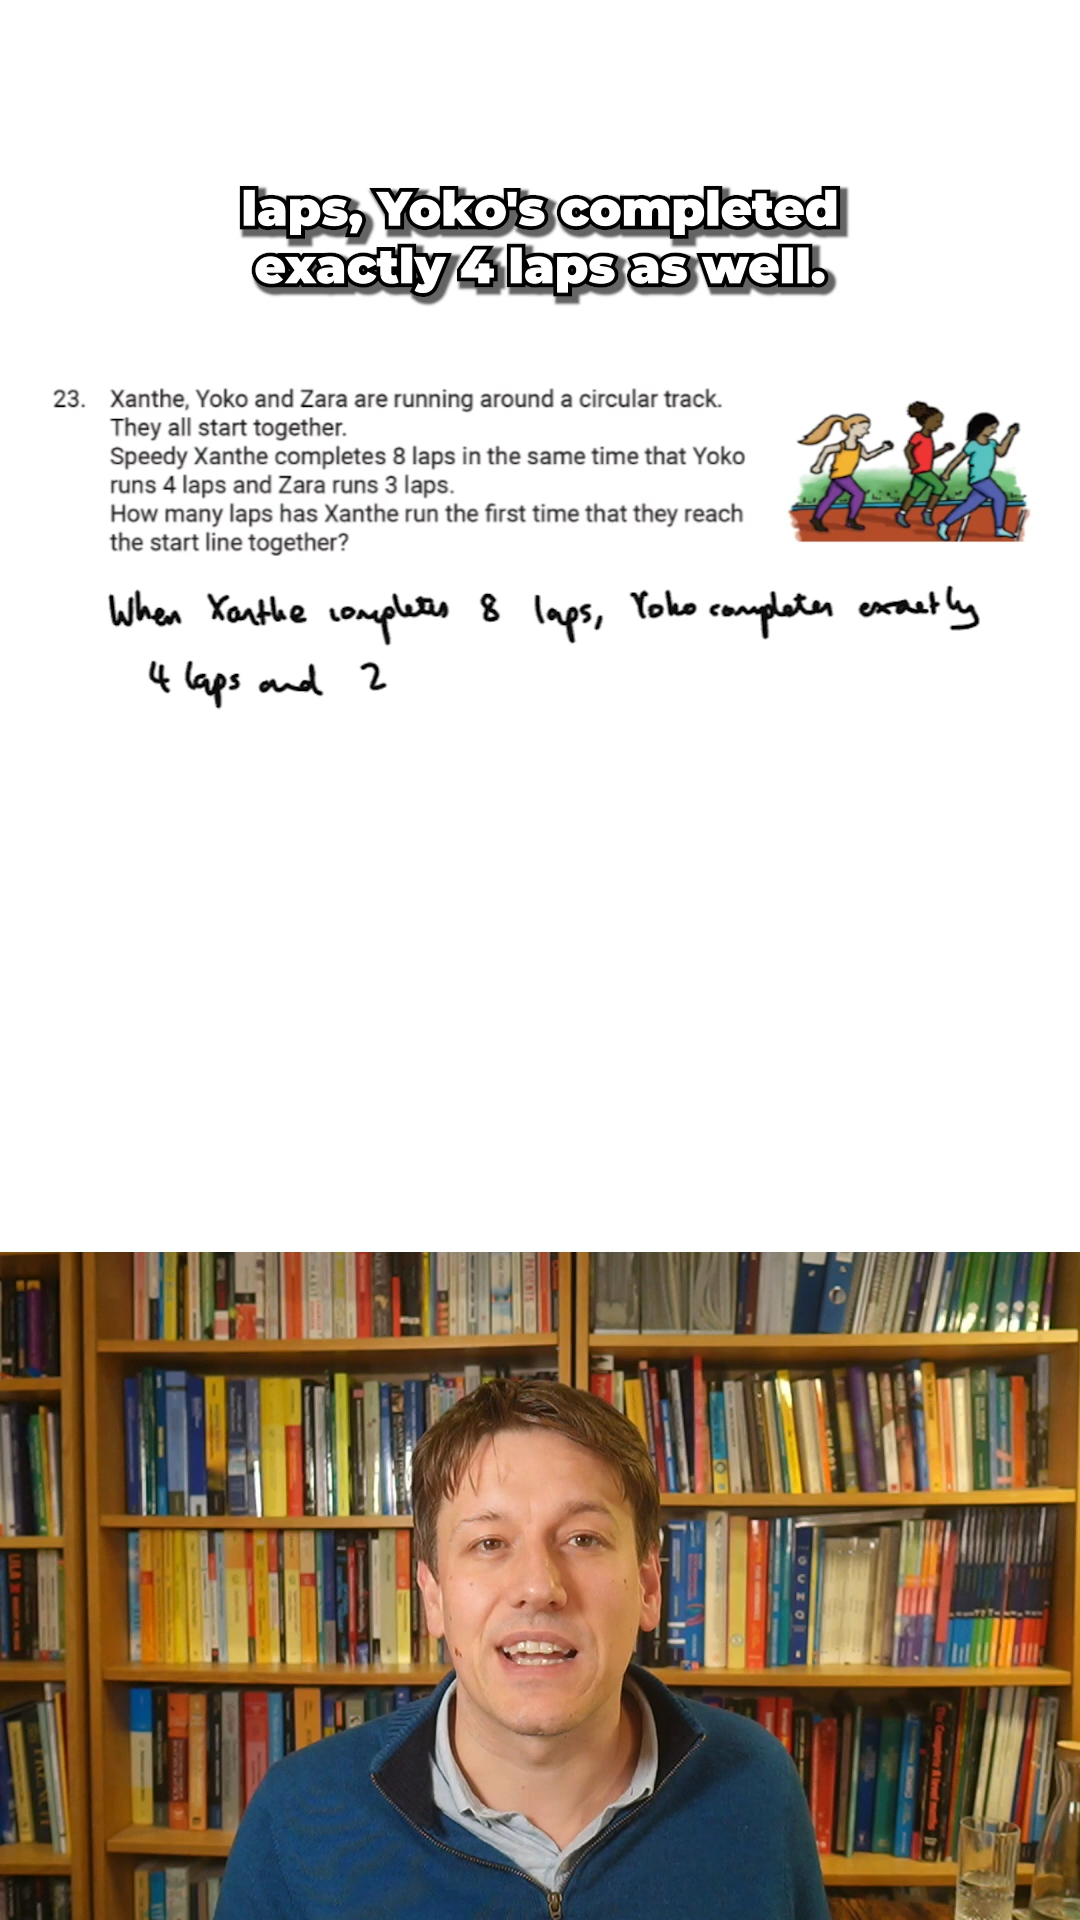 laps, Yoko's completed
exactly 4 laps as well.
23. Xanthe, Yoko and Zara are running around a circular track.
They all start together.
Speedy Xanthe completes 8 laps in the same time that Yoko
runs 4 laps and Zara runs 3 laps.
How many laps has Xanthe run the first time that they reach
the start line together?
When Xanthe completes 8 laps, Yoko completes exactly
4 laps and 2